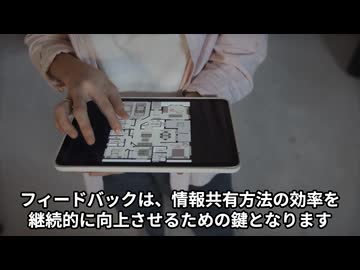 フィードバックは、情報共有方法の効率を
継続的に向上させるための鍵となります